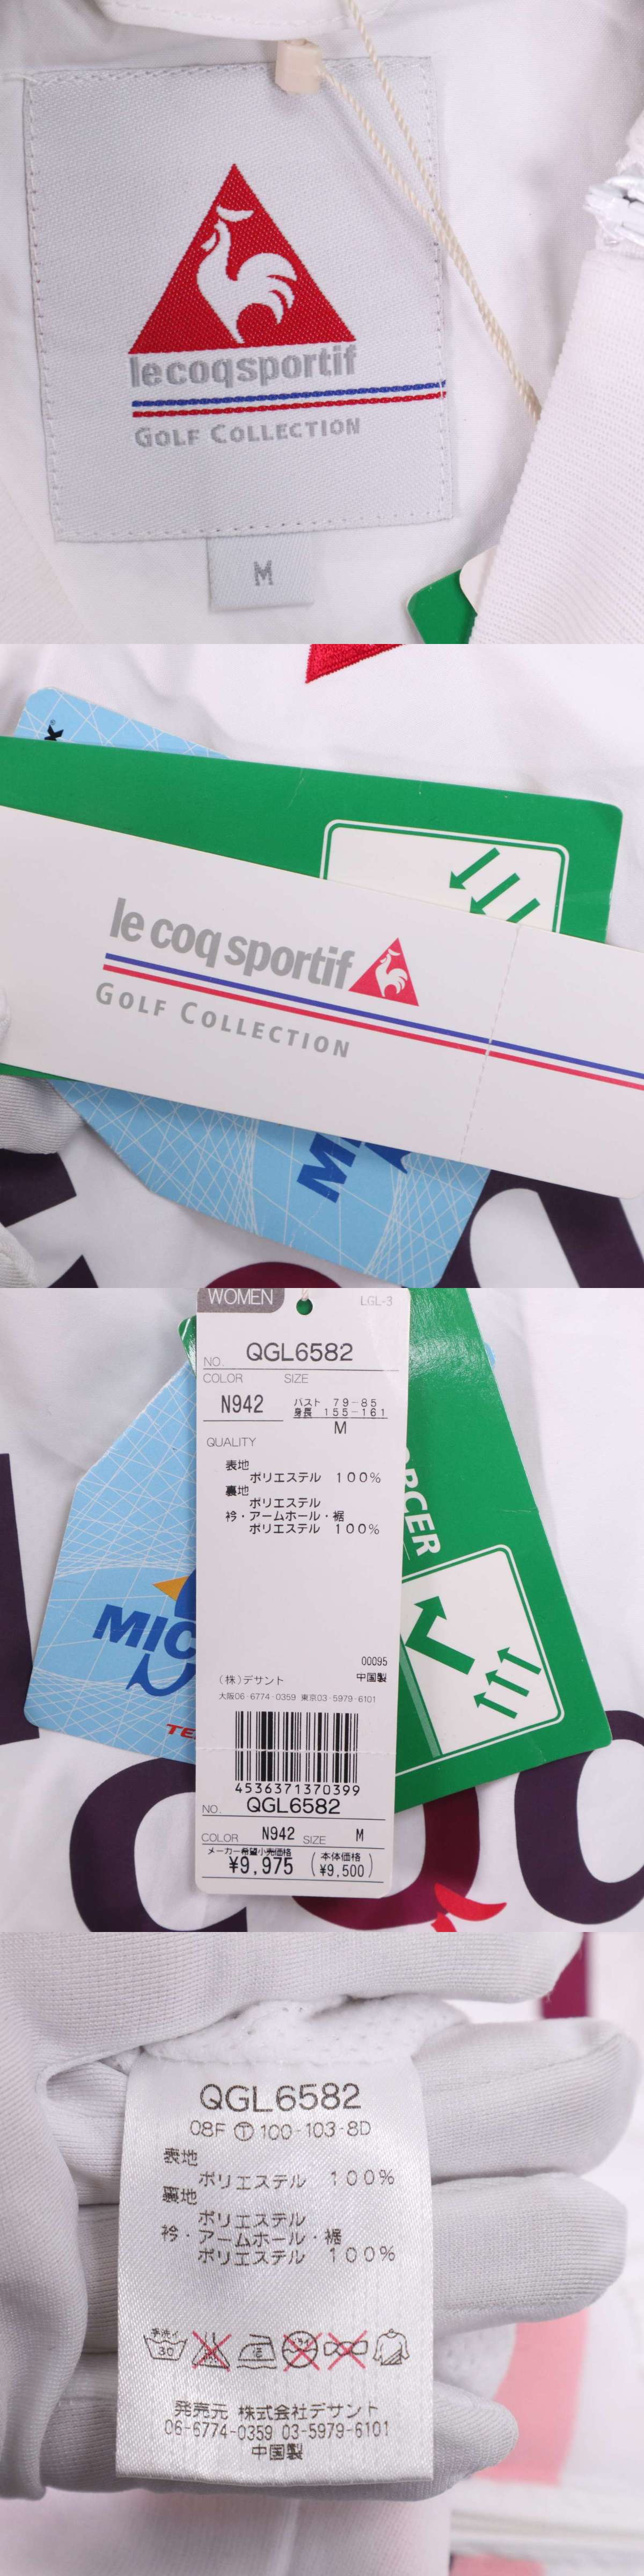 lecoqsportif
GOLF COLLECTION
M
le coq sportif
GOLF COLLECTION
WOMEN
LGL-3
NO. QGL6582
COLOR SIZE
N942
バスト 79-85
身長 155-161
M
QUALITY
表地
ポリエステル 100%
裏地
ポリエステル
衿・アームホール・裾
ポリエステル 100%
00095
(株)デサント 中国製
大阪06-6774-0359 東京03-5979-6101
4536371370399
NO. QGL6582
COLOR N942 SIZE M
メーカー希望小売価格
¥9,975
(本体価格 ¥9,500)
QGL6582
08F Ⓣ 100-103-8D
表地
ポリエステル 100%
裏地
ポリエステル
衿・アームホール・裾
ポリエステル 100%
手洗イ
30
発売元 株式会社デサント
06-6774-0359 03-5979-6101
中国製